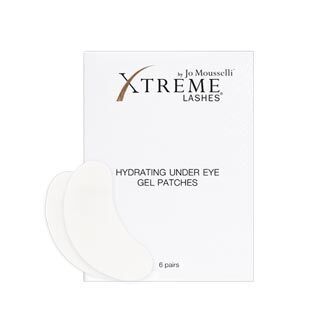 by Jo Mousselli
XTREME
LASHES®
HYDRATING UNDER EYE
GEL PATCHES
6 pairs